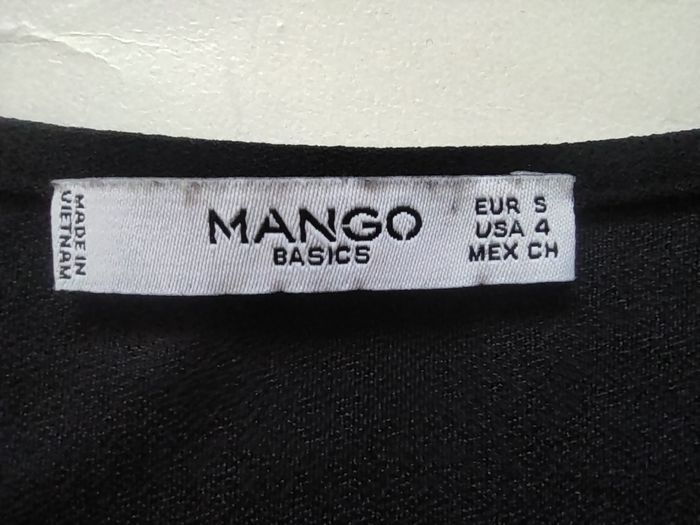 MADE IN
VIETNAM
MANGO
BASICS
EUR S
USA 4
MEX CH